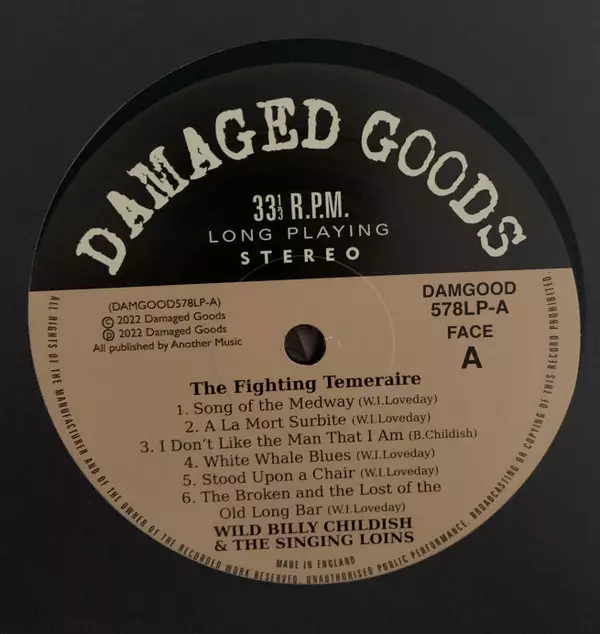 DAMAGED GOODS
33 1/3 R.P.M.
LONG PLAYING
STEREO
(DAMGOOD578LP-A)
© 2022 Damaged Goods
℗ 2022 Damaged Goods
All published by Another Music
DAMGOOD
578LP-A
FACE
A
The Fighting Temeraire
1. Song of the Medway (W.I.Loveday)
2. A La Mort Surbite (W.I.Loveday)
3. I Don't Like the Man That I Am (B.Childish)
4. White Whale Blues (W.I.Loveday)
5. Stood Upon a Chair (W.I.Loveday)
6. The Broken and the Lost of the
Old Long Bar (W.I.Loveday)
WILD BILLY CHILDISH
& THE SINGING LOINS
MADE IN ENGLAND
ALL RIGHTS OF THE MANUFACTURER AND OF THE OWNER OF THE RECORDED WORK RESERVED. UNAUTHORISED PUBLIC PERFORMANCE, BROADCASTING OR COPYING OF THIS RECORD PROHIBITED.